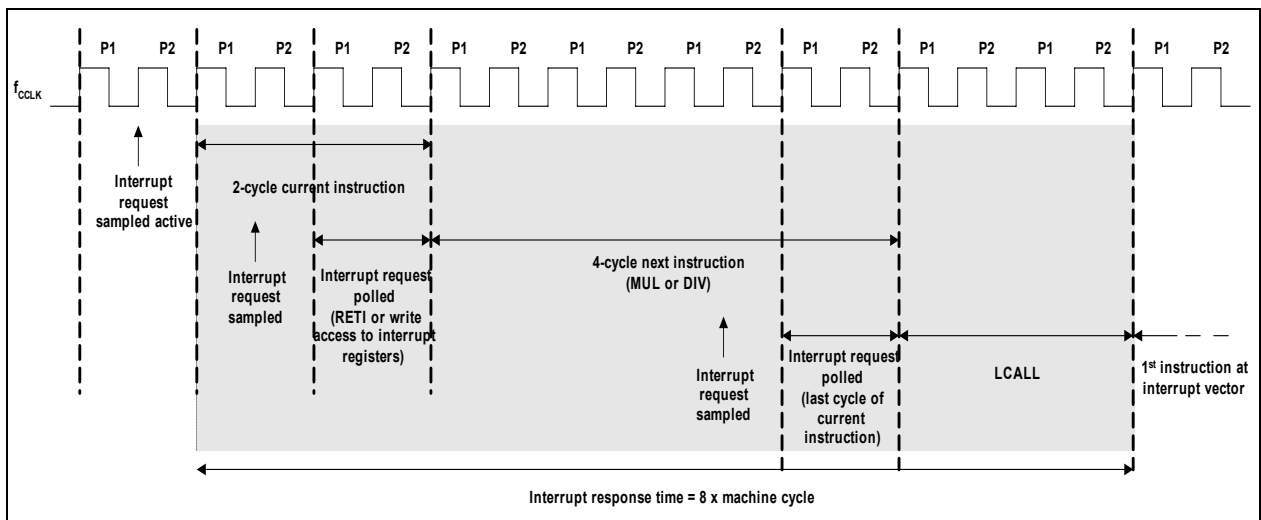 P1 P2 P1 P2 P1 P2 P1 P2 P1 P2 P1 P2 P1 P2 P1 P2 P1 P2 P1 P2
fCCLK
Interrupt
request
sampled active
2-cycle current instruction
Interrupt
request
sampled
Interrupt request
polled
(RETI or write
access to interrupt
registers)
4-cycle next instruction
(MUL or DIV)
Interrupt
request
sampled
Interrupt request
polled
(last cycle of
current
instruction)
LCALL
1st instruction at
interrupt vector
Interrupt response time = 8 x machine cycle